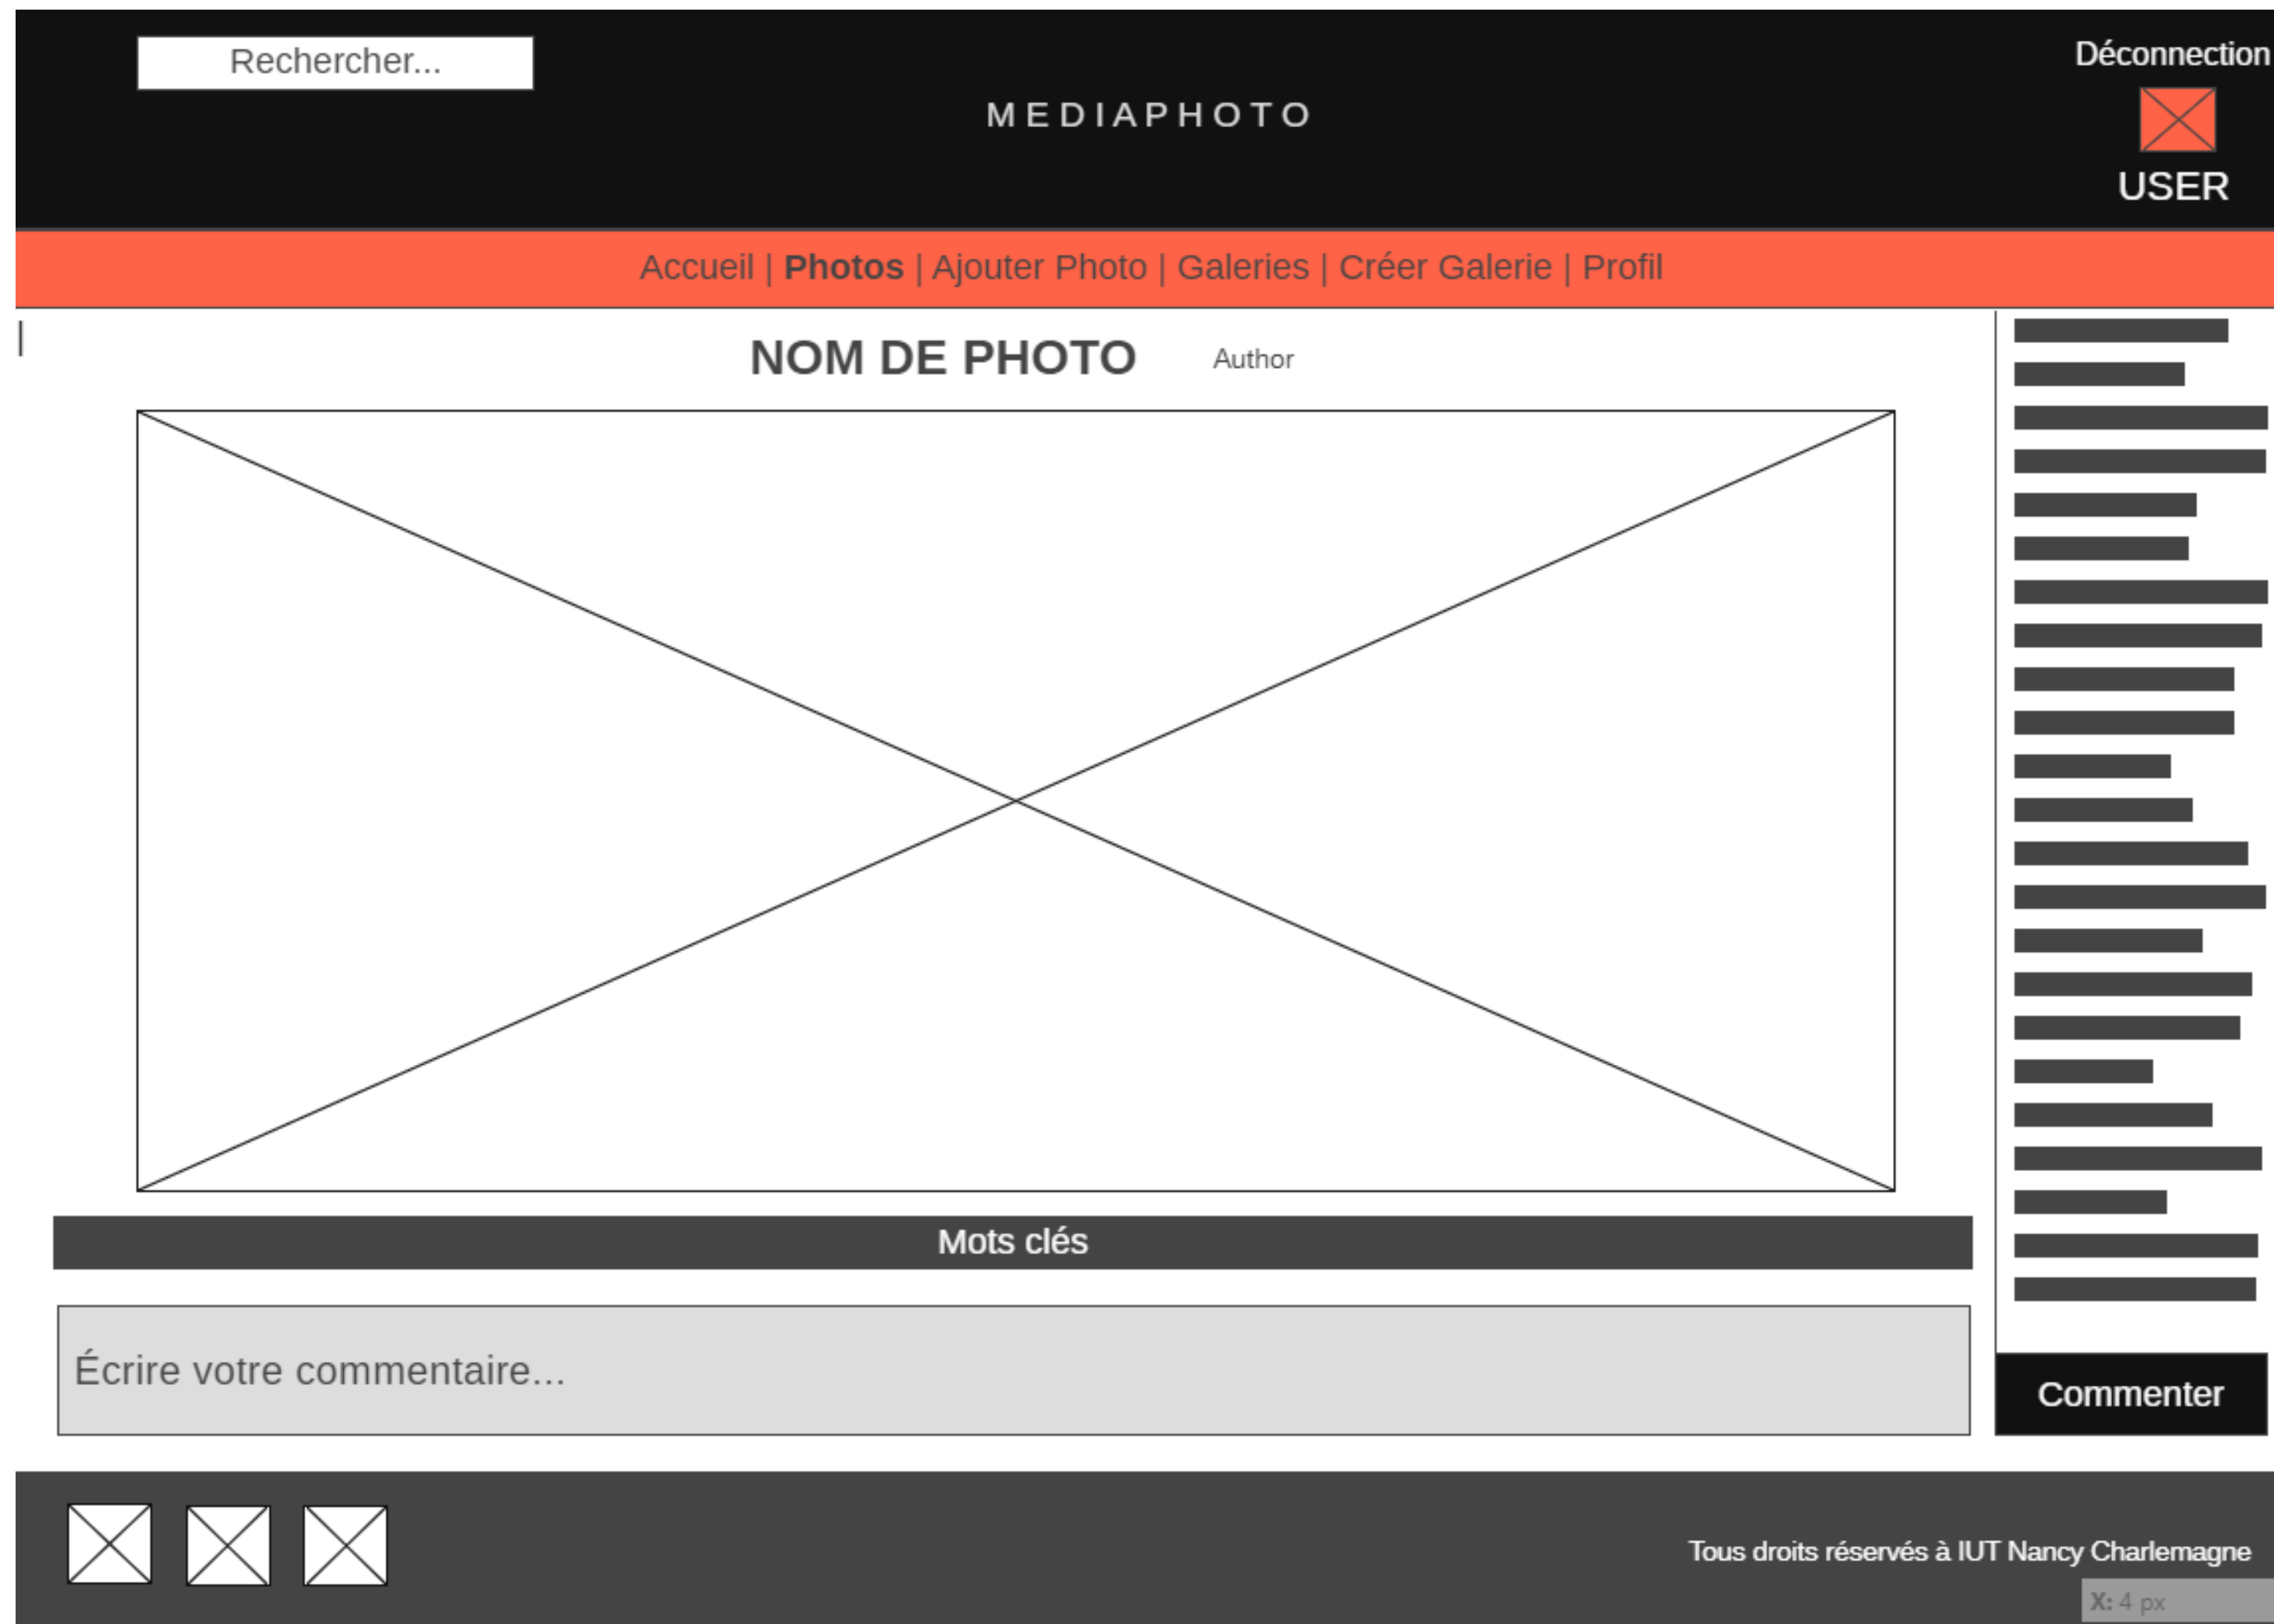 Rechercher...
Déconnection
MEDIAPHOTO
USER
Accueil | Photos | Ajouter Photo | Galeries | Créer Galerie | Profil
NOM DE PHOTO
Author
Mots clés
Écrire votre commentaire...
Commenter
Tous droits réservés à IUT Nancy Charlemagne
X: 4 px